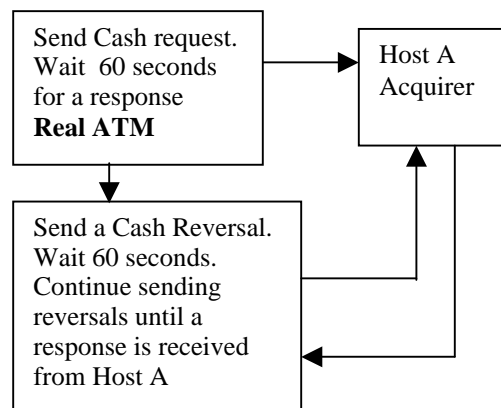 Send Cash request.
Wait 60 seconds
for a response
Real ATM
Host A
Acquirer
Send a Cash Reversal.
Wait 60 seconds.
Continue sending
reversals until a
response is received
from Host A